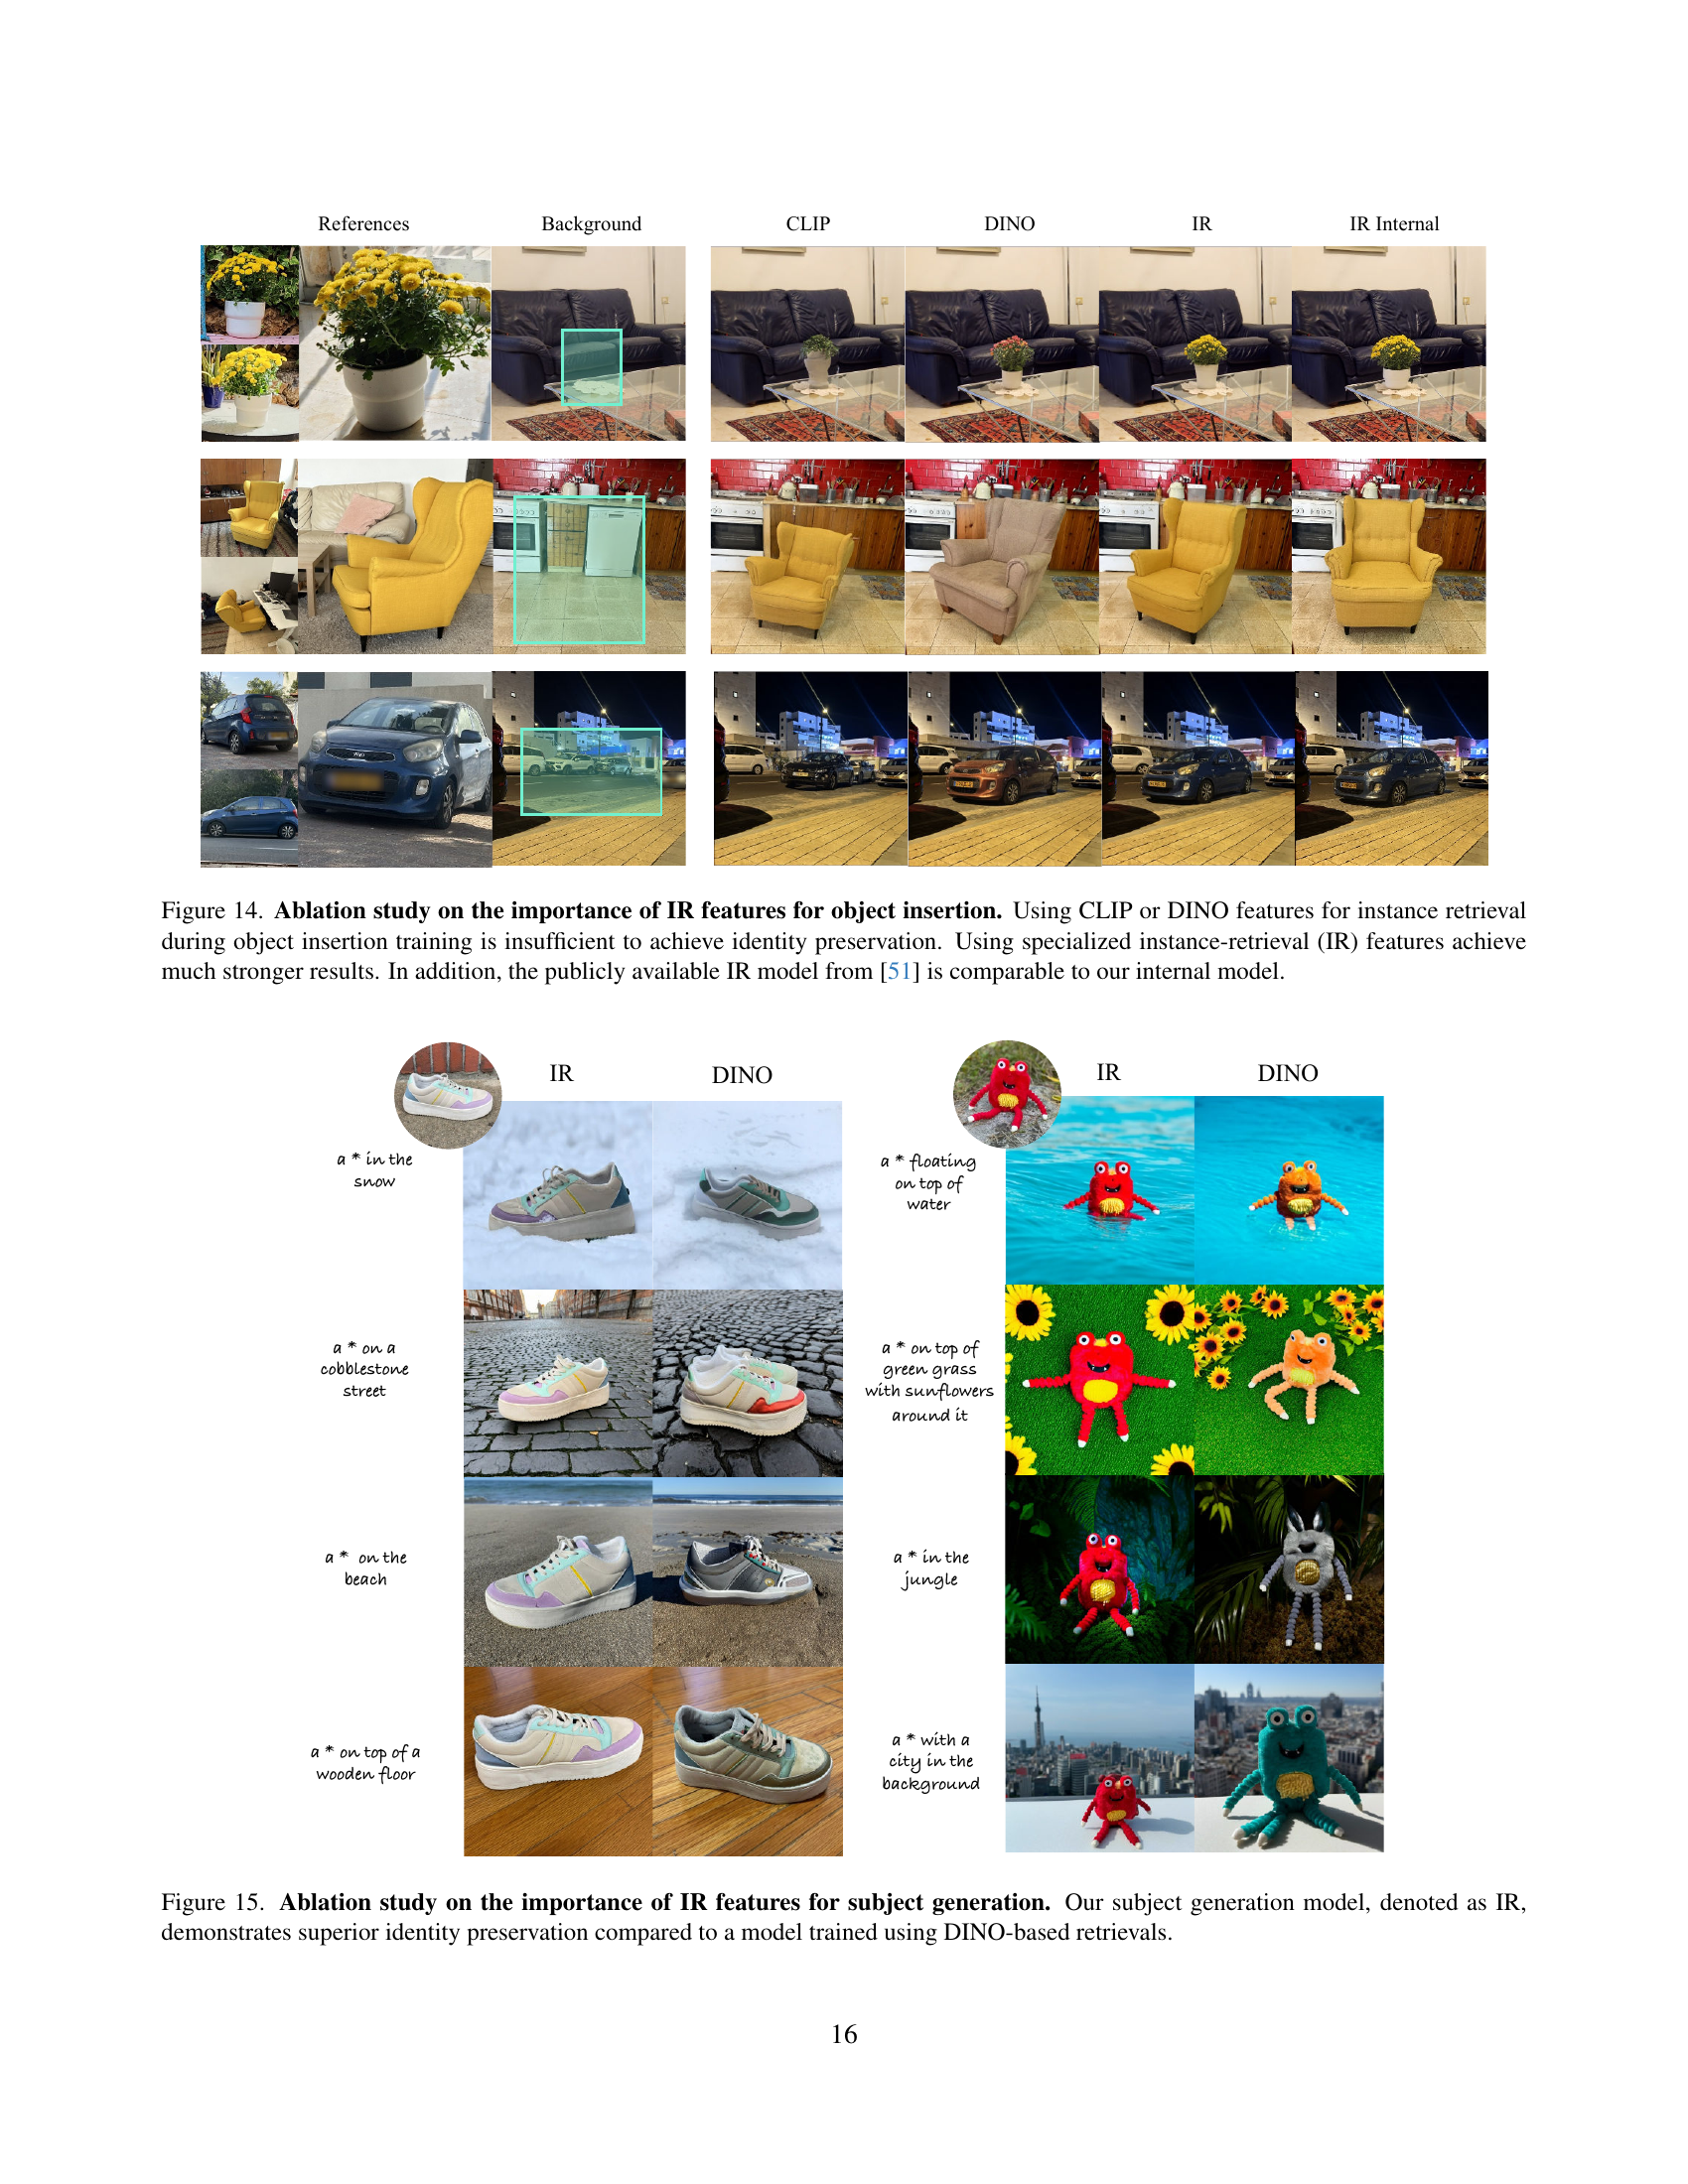 References Background CLIP DINO IR IR Internal
Figure 14. Ablation study on the importance of IR features for object insertion. Using CLIP or DINO features for instance retrieval
during object insertion training is insufficient to achieve identity preservation. Using specialized instance-retrieval (IR) features achieve
much stronger results. In addition, the publicly available IR model from [51] is comparable to our internal model.
IR DINO
a * in the
snow
a * on a
cobblestone
street
a * on the
beach
a * on top of a
wooden floor
IR DINO
a * floating
on top of
water
a * on top of
green grass
with sunflowers
around it
a * in the
jungle
a * with a
city in the
background
Figure 15. Ablation study on the importance of IR features for subject generation. Our subject generation model, denoted as IR,
demonstrates superior identity preservation compared to a model trained using DINO-based retrievals.
16